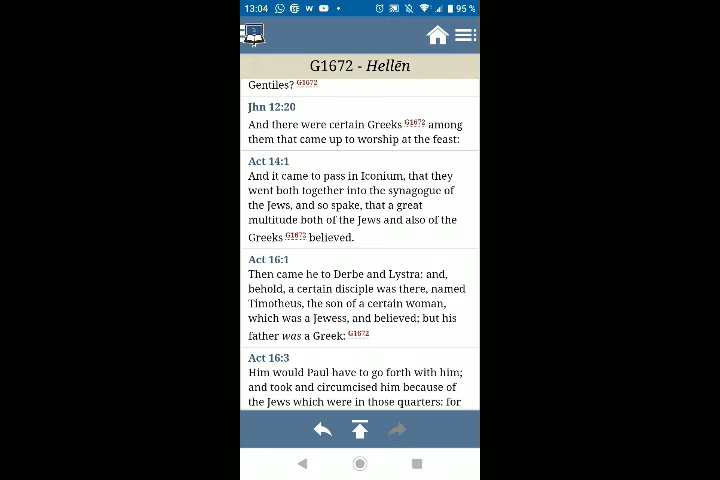 13:04
W
95 %
G1672 - Hellēn
Gentiles? G1672
Jhn 12:20
And there were certain Greeks G1672 among
them that came up to worship at the feast:
Act 14:1
And it came to pass in Iconium, that they
went both together into the synagogue of
the Jews, and so spake, that a great
multitude both of the Jews and also of the
Greeks G1672 believed.
Act 16:1
Then came he to Derbe and Lystra: and,
behold, a certain disciple was there, named
Timotheus, the son of a certain woman,
which was a Jewess, and believed; but his
father was a Greek: G1672
Act 16:3
Him would Paul have to go forth with him;
and took and circumcised him because of
the Jews which were in those quarters: for